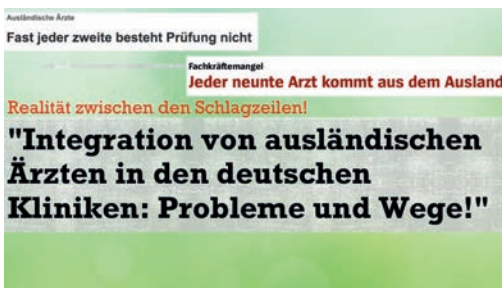 Ausländische Ärzte
Fast jeder zweite besteht Prüfung nicht
Fachkräftemangel
Jeder neunte Arzt kommt aus dem Ausland
Realität zwischen den Schlagzeilen!
"Integration von ausländischen
Ärzten in den deutschen
Kliniken: Probleme und Wege!"